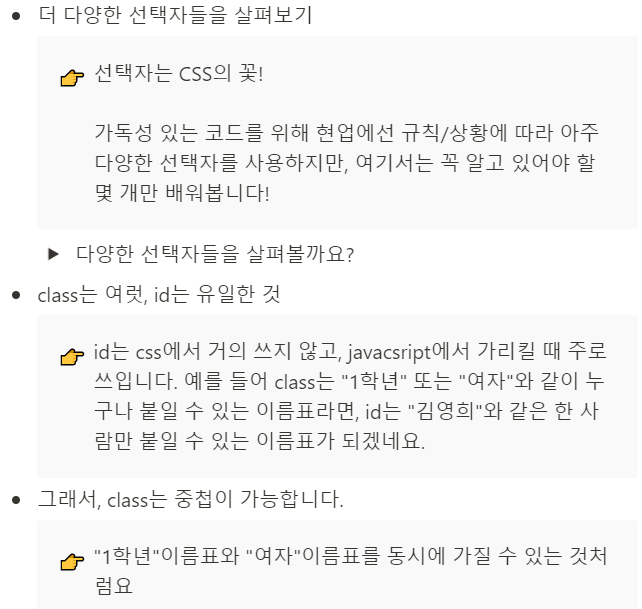 더 다양한 선택자들을 살펴보기
선택자는 CSS의 꽃!
가독성 있는 코드를 위해 현업에선 규칙/상황에 따라 아주
다양한 선택자를 사용하지만, 여기서는 꼭 알고 있어야 할
몇 개만 배워봅니다!
다양한 선택자들을 살펴볼까요?
class는 여럿, id는 유일한 것
id는 css에서 거의 쓰지 않고, javacsript에서 가리킬 때 주로
쓰입니다. 예를 들어 class는 "1학년" 또는 "여자"와 같이 누
구나 붙일 수 있는 이름표라면, id는 "김영희"와 같은 한 사
람만 붙일 수 있는 이름표가 되겠네요.
그래서, class는 중첩이 가능합니다.
"1학년"이름표와 "여자"이름표를 동시에 가질 수 있는 것처
럼요